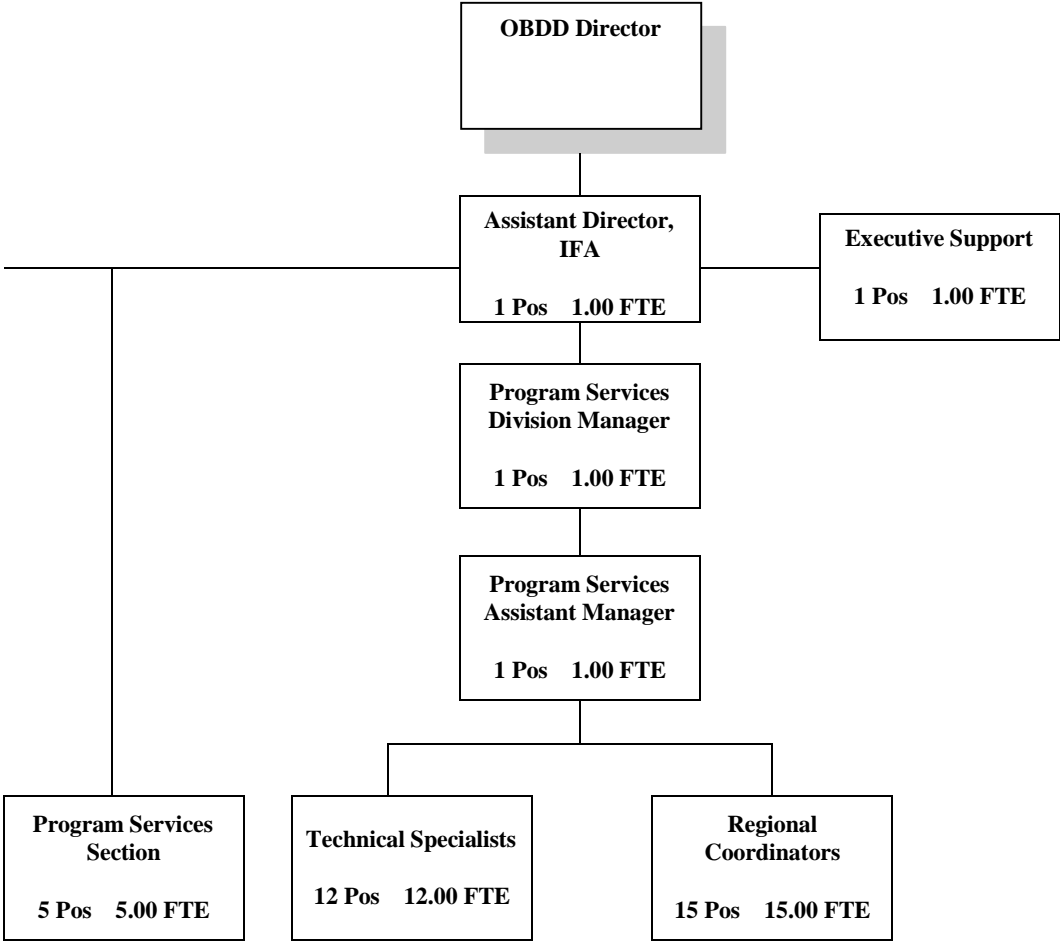 OBDD Director
Assistant Director,
IFA
1 Pos 1.00 FTE
Executive Support
1 Pos 1.00 FTE
Program Services
Division Manager
1 Pos 1.00 FTE
Program Services
Assistant Manager
1 Pos 1.00 FTE
Program Services
Section
5 Pos 5.00 FTE
Technical Specialists
12 Pos 12.00 FTE
Regional
Coordinators
15 Pos 15.00 FTE